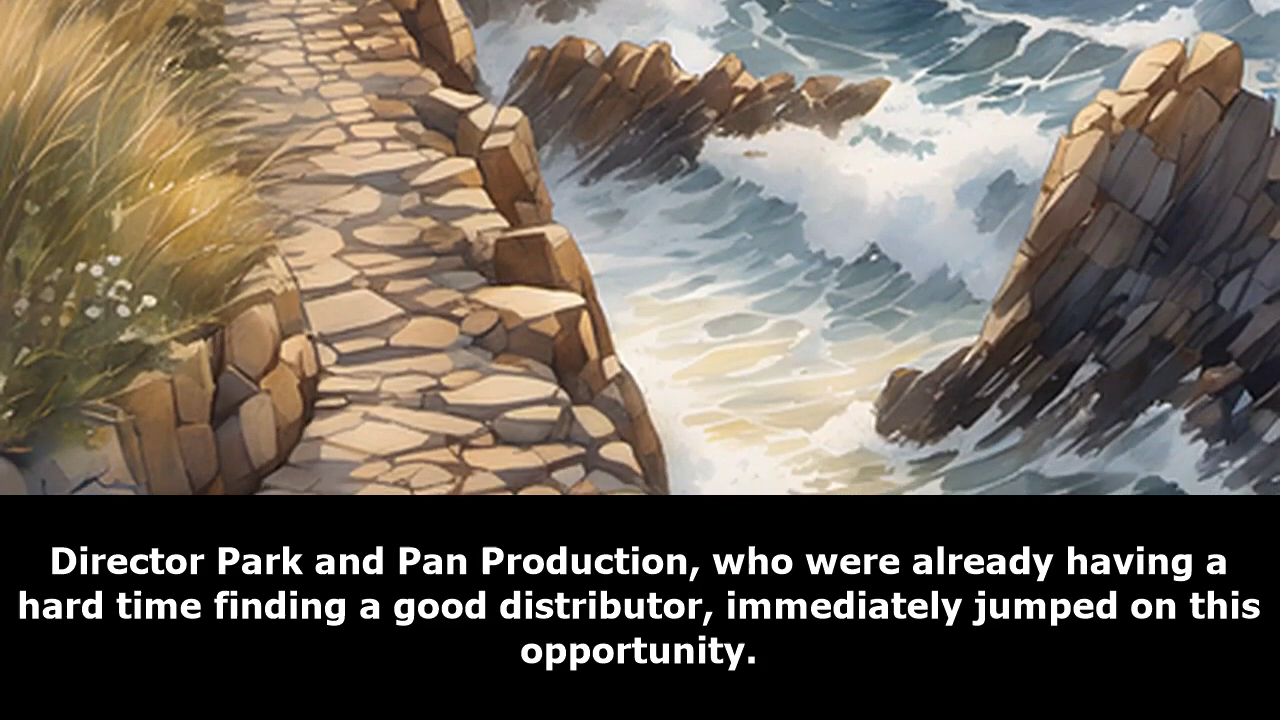 Director Park and Pan Production, who were already having a
hard time finding a good distributor, immediately jumped on this
opportunity.